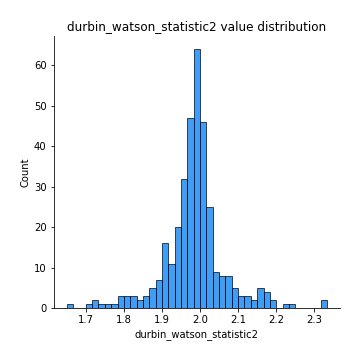 durbin_watson_statistic2 value distribution
60
50
40
30
20
10
0
Count
1.7 1.8 1.9 2.0 2.1 2.2 2.3
durbin_watson_statistic2